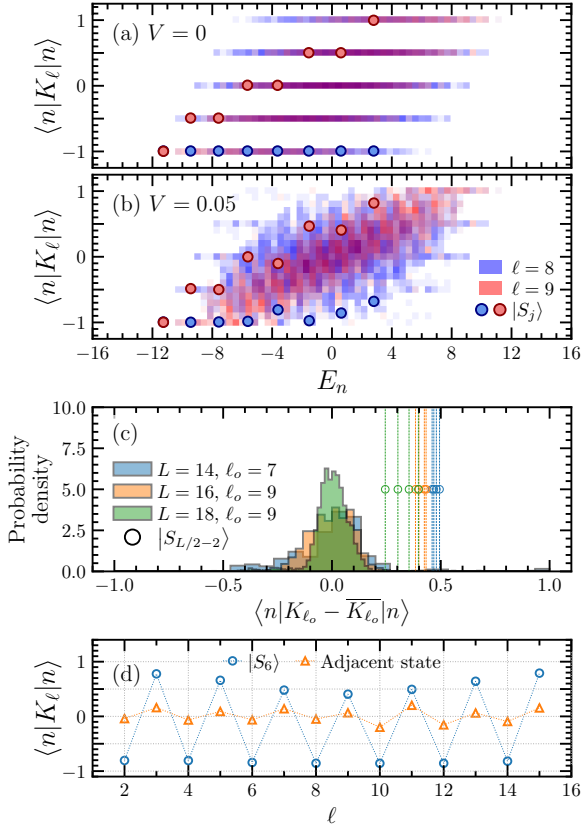 (a) V = 0
⟨n|K_ℓ|n⟩
1
0
−1
(b) V = 0.05
⟨n|K_ℓ|n⟩
1
0
−1
ℓ = 8
ℓ = 9
|S_j⟩
−16 −12 −8 −4 0 4 8 12 16
E_n
(c)
Probability
density
10.0
7.5
5.0
2.5
0.0
L = 14, ℓ_o = 7
L = 16, ℓ_o = 9
L = 18, ℓ_o = 9
|S_{L/2−2}⟩
−1.0 −0.5 0.0 0.5 1.0
⟨n|K_{ℓ_o} − \overline{K_{ℓ_o}}|n⟩
(d)
|S_6⟩ Adjacent state
⟨n|K_ℓ|n⟩
1
0
−1
2 4 6 8 10 12 14 16
ℓ